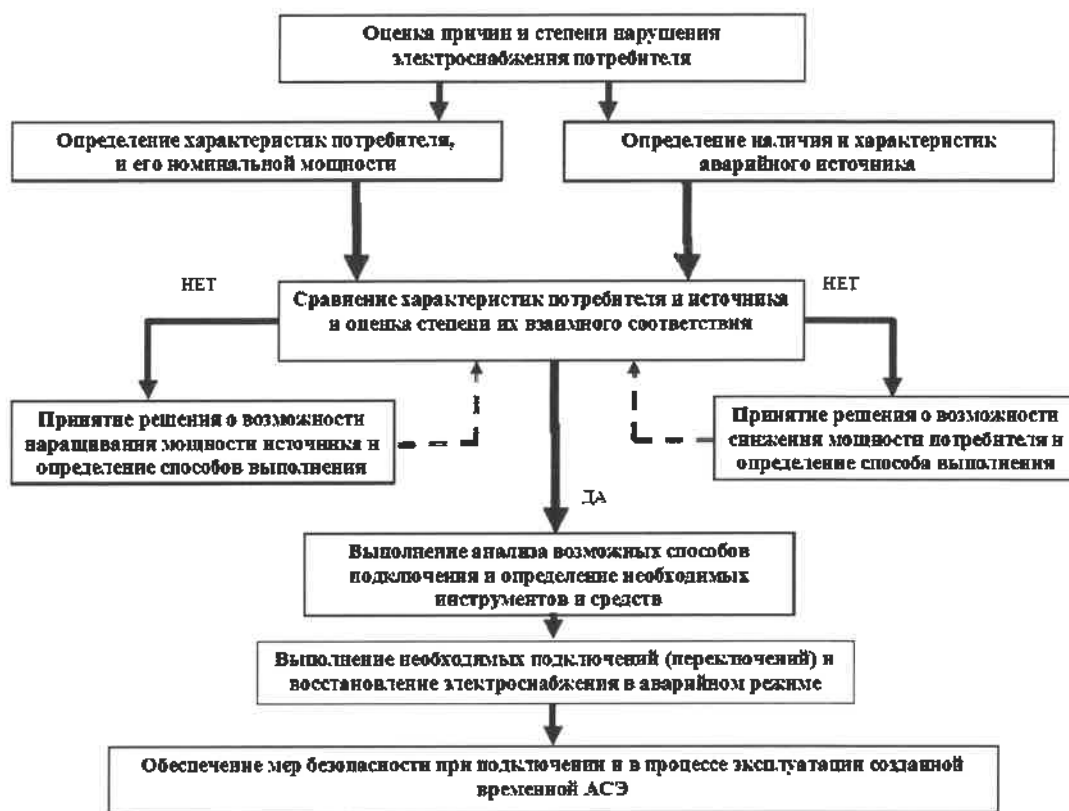 Оценка причин и степени нарушения
электроснабжения потребителя
Определение характеристик потребителя,
и его номинальной мощности
Определение наличия и характеристик
аварийного источника
НЕТ
НЕТ
Сравнение характеристик потребителя и источника
и оценка степени их взаимного соответствия
Принятие решения о возможности
наращивания мощности источника и
определение способов выполнения
Принятие решения о возможности
снижения мощности потребителя и
определение способа выполнения
ДА
Выполнение анализа возможных способов
подключения и определение необходимых
инструментов и средств
Выполнение необходимых подключений (переключений) и
восстановление электроснабжения в аварийном режиме
Обеспечение мер безопасности при подключении и в процессе эксплуатации созданной
временной АСЭ